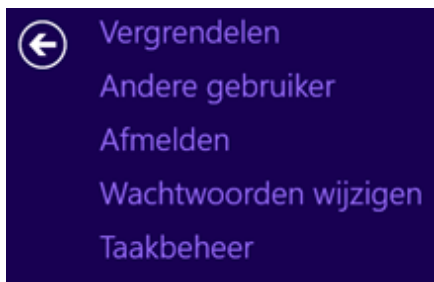 Vergrendelen
Andere gebruiker
Afmelden
Wachtwoorden wijzigen
Taakbeheer